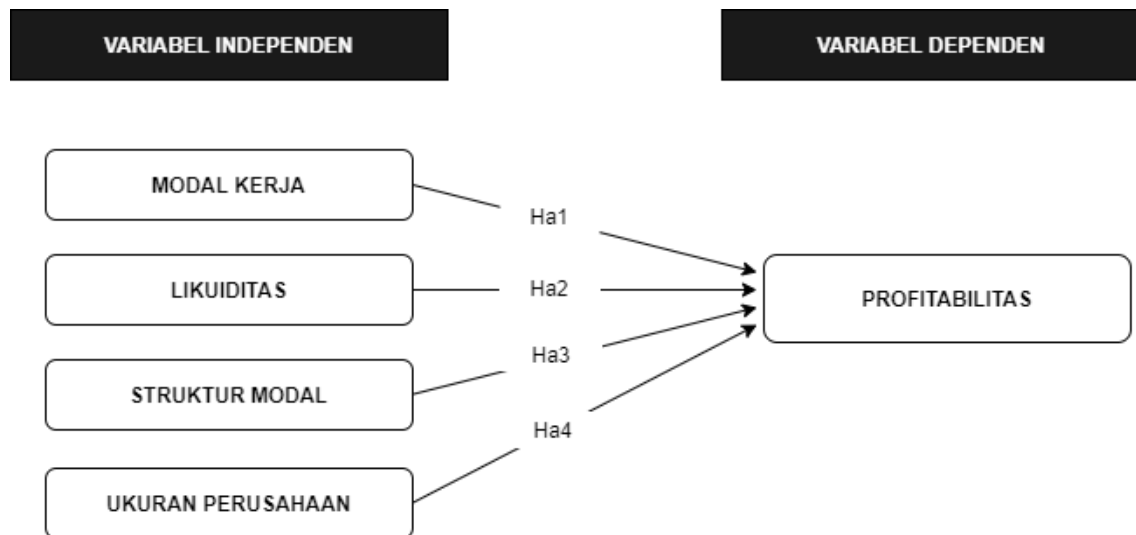 VARIABEL INDEPENDEN
VARIABEL DEPENDEN
MODAL KERJA
Ha1
LIKUIDITAS
Ha2
PROFITABILITAS
Ha3
STRUKTUR MODAL
Ha4
UKURAN PERUSAHAAN